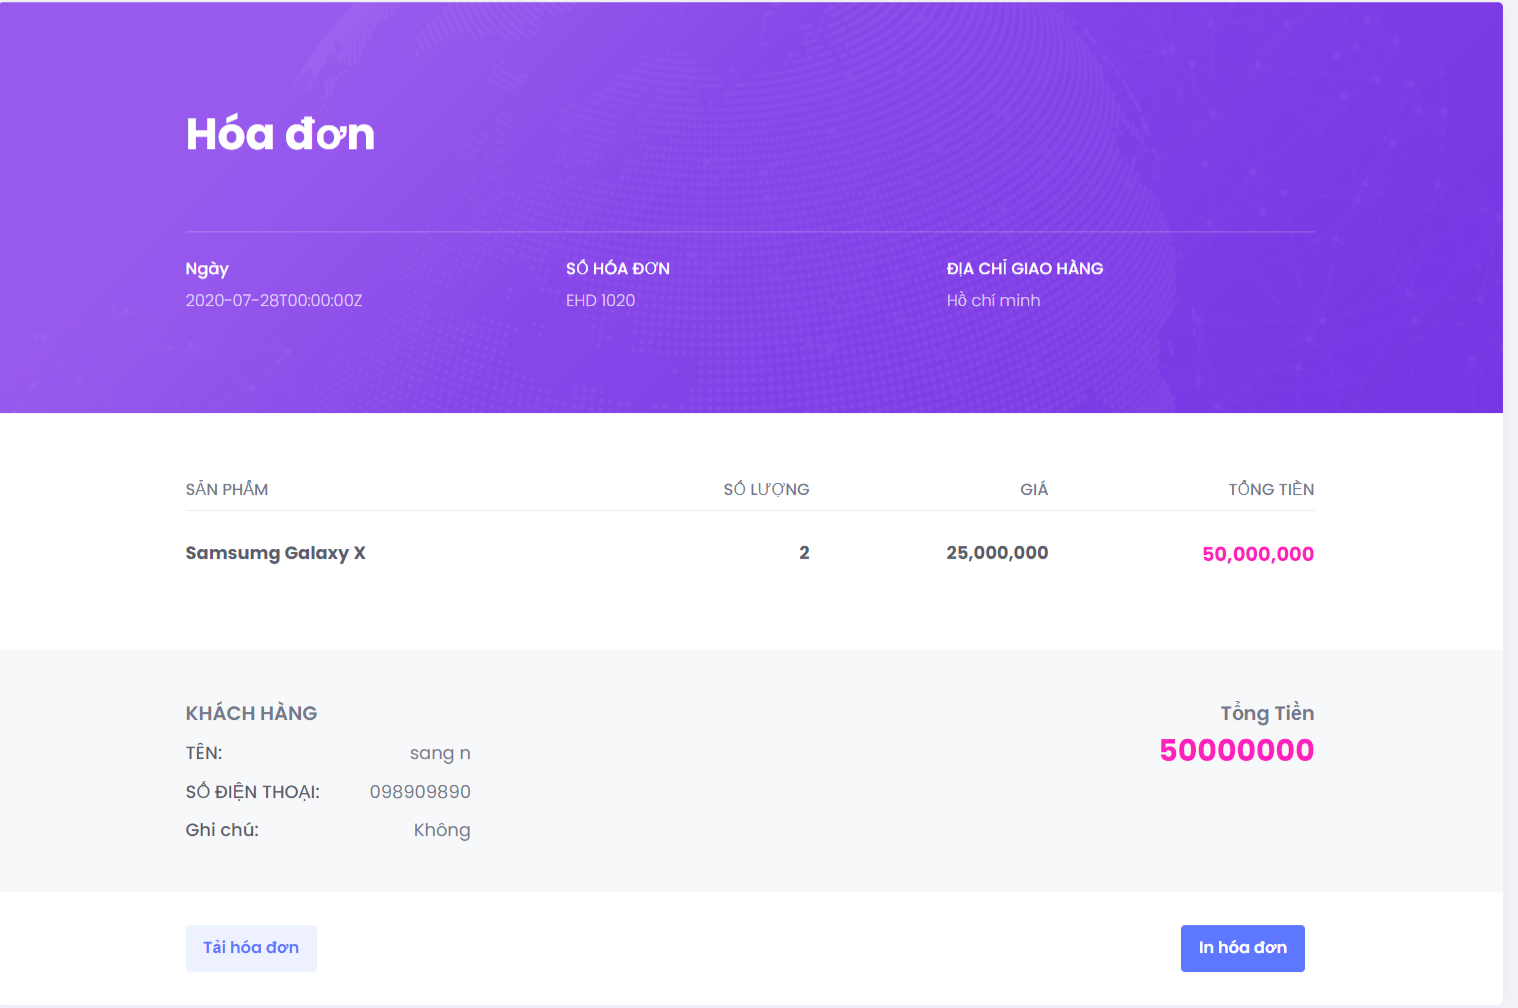 Hóa đơn
Ngày SỐ HÓA ĐƠN ĐỊA CHỈ GIAO HÀNG
2020-07-28T00:00:00Z EHD 1020 Hồ chí minh
SẢN PHẨM SỐ LƯỢNG GIÁ TỔNG TIỀN
Samsumg Galaxy X 2 25,000,000 50,000,000
KHÁCH HÀNG Tổng Tiền
TÊN: sang n 50000000
SỐ ĐIỆN THOẠI: 098909890
Ghi chú: Không
Tải hóa đơn In hóa đơn